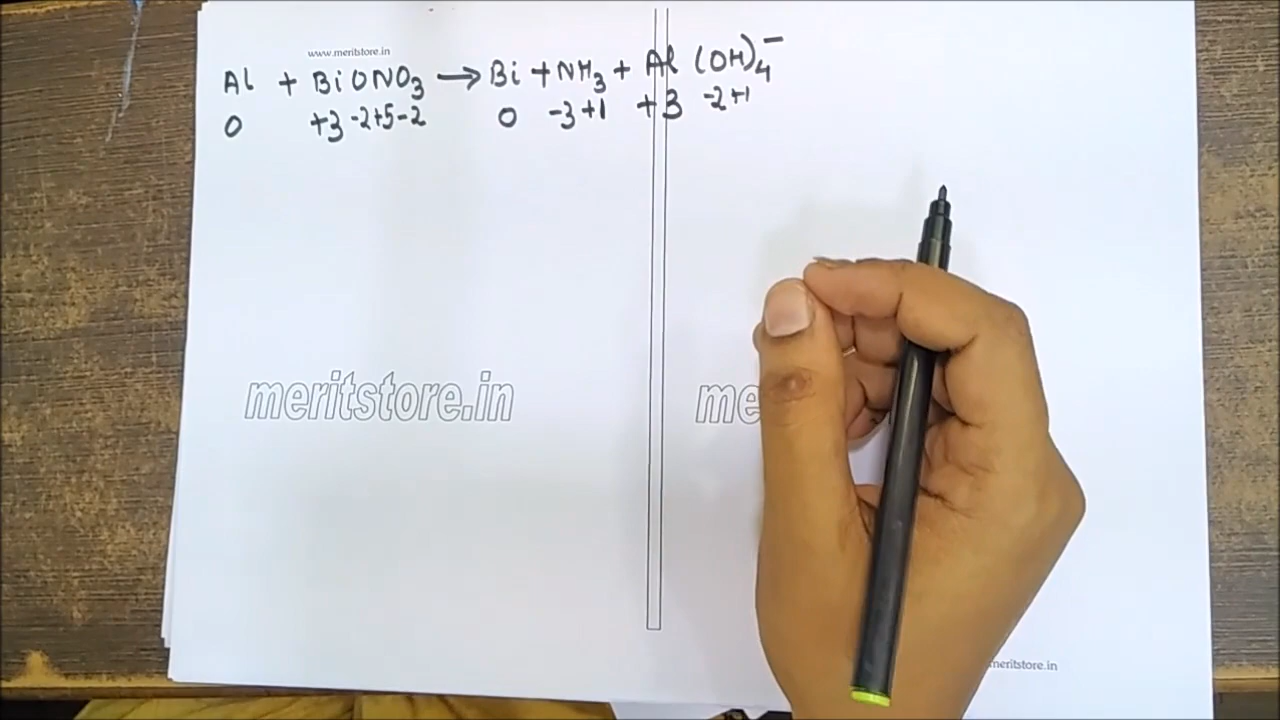 www.meritstore.in
Al + BiONO3 → Bi + NH3 + Al (OH)4−
0 +3 -2+5-2 0 -3+1 +3 -2+1
meritstore.in me
meritstore.in